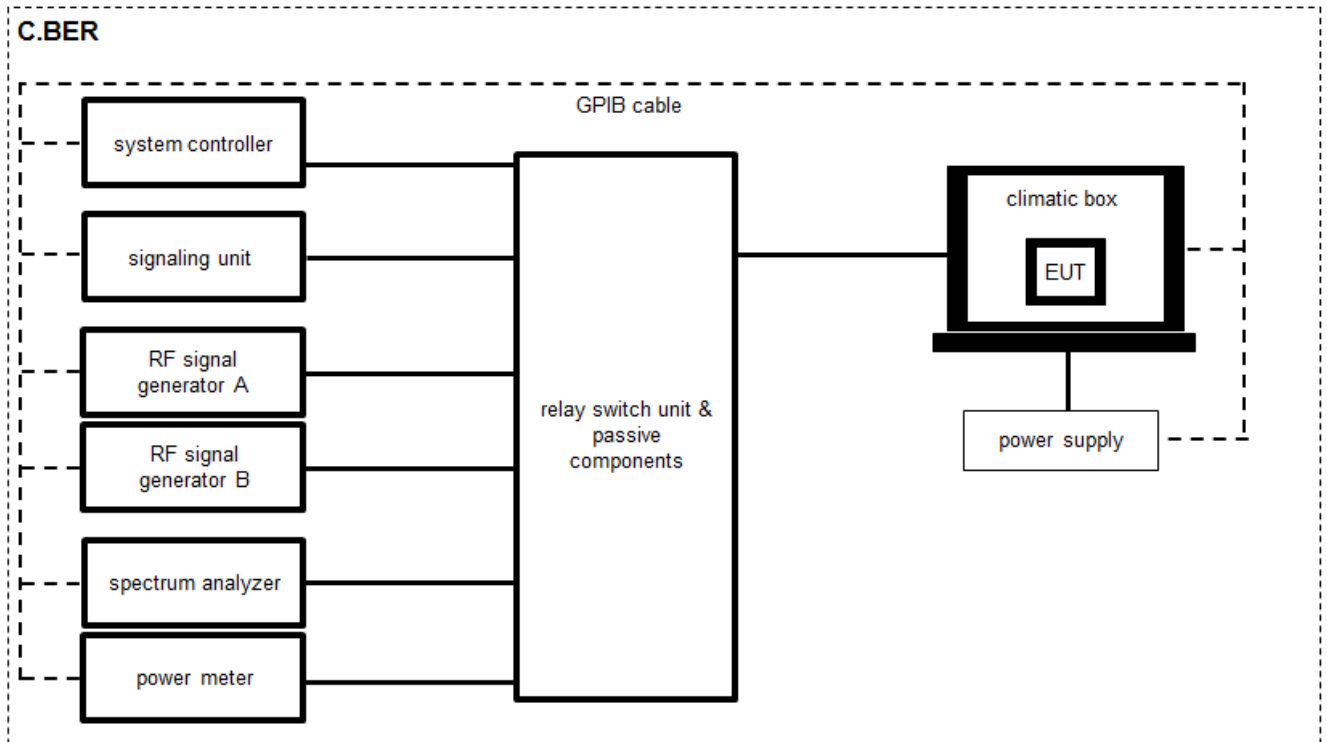 C.BER
GPIB cable
system controller
signaling unit
RF signal
generator A
RF signal
generator B
spectrum analyzer
power meter
relay switch unit &
passive
components
climatic box
EUT
power supply